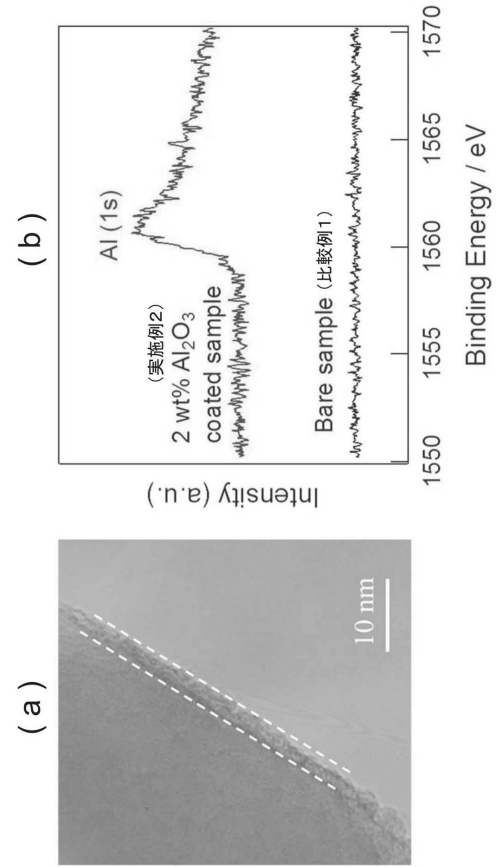 (a)
10 nm
(b)
Intensity (a.u.)
Al (1s)
(実施例2)
2 wt% Al₂O₃
coated sample
Bare sample (比較例1)
1550 1555 1560 1565 1570
Binding Energy / eV